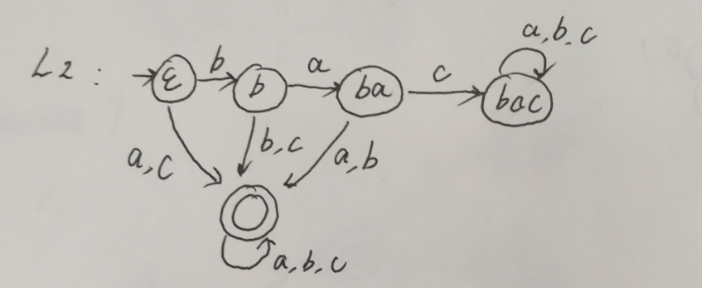 L2 : ε b b a ba c bac a,b,c
a,c b,c a,b
a,b,c